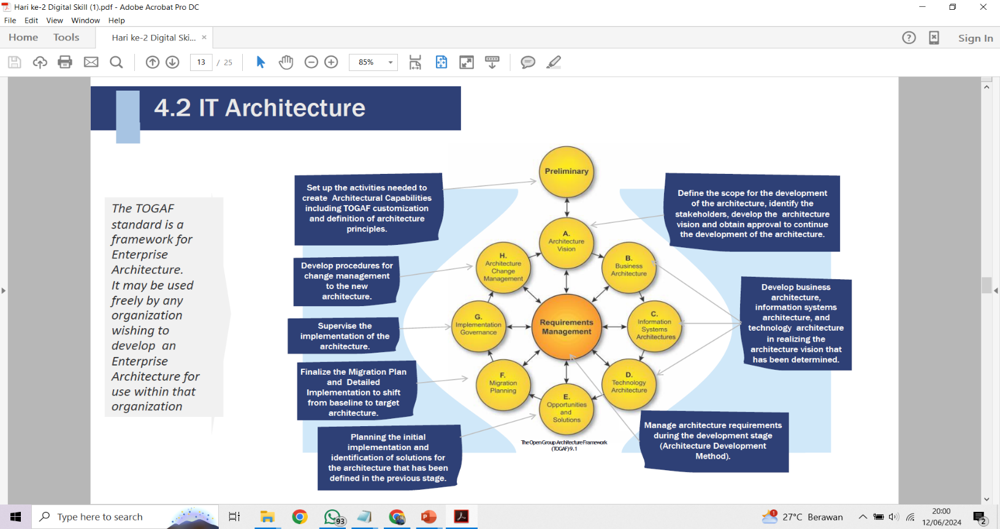 Hari ke-2 Digital Skill (1).pdf - Adobe Acrobat Pro DC
File Edit View Window Help
Home Tools Hari ke-2 Digital Ski... × Sign In
13 / 25 85%
4.2 IT Architecture
The TOGAF
standard is a
framework for
Enterprise
Architecture.
It may be used
freely by any
organization
wishing to
develop an
Enterprise
Architecture for
use within that
organization
Set up the activities needed to
create Architectural Capabilities
including TOGAF customization
and definition of architecture
principles.
Develop procedures for
change management
to the new
architecture.
Supervise the
implementation of the
architecture.
Finalize the Migration Plan
and Detailed
Implementation to shift
from baseline to target
architecture.
Planning the initial
implementation and
identification of solutions for
the architecture that has been
defined in the previous stage.
Preliminary
A.
Architecture
Vision
B.
Business
Architecture
C.
Information
Systems
Architectures
D.
Technology
Architecture
E.
Opportunities
and
Solutions
F.
Migration
Planning
G.
Implementation
Governance
H.
Architecture
Change
Management
Requirements
Management
The Open Group Architecture Framework
(TOGAF) 9.1
Define the scope for the development
of the architecture, identify the
stakeholders, develop the architecture
vision and obtain approval to continue
the development of the architecture.
Develop business
architecture,
information systems
architecture, and
technology architecture
in realizing the
architecture vision that
has been determined.
Manage architecture requirements
during the development stage
(Architecture Development
Method).
Type here to search
93
1
27°C Berawan
20:00
12/06/2024
2